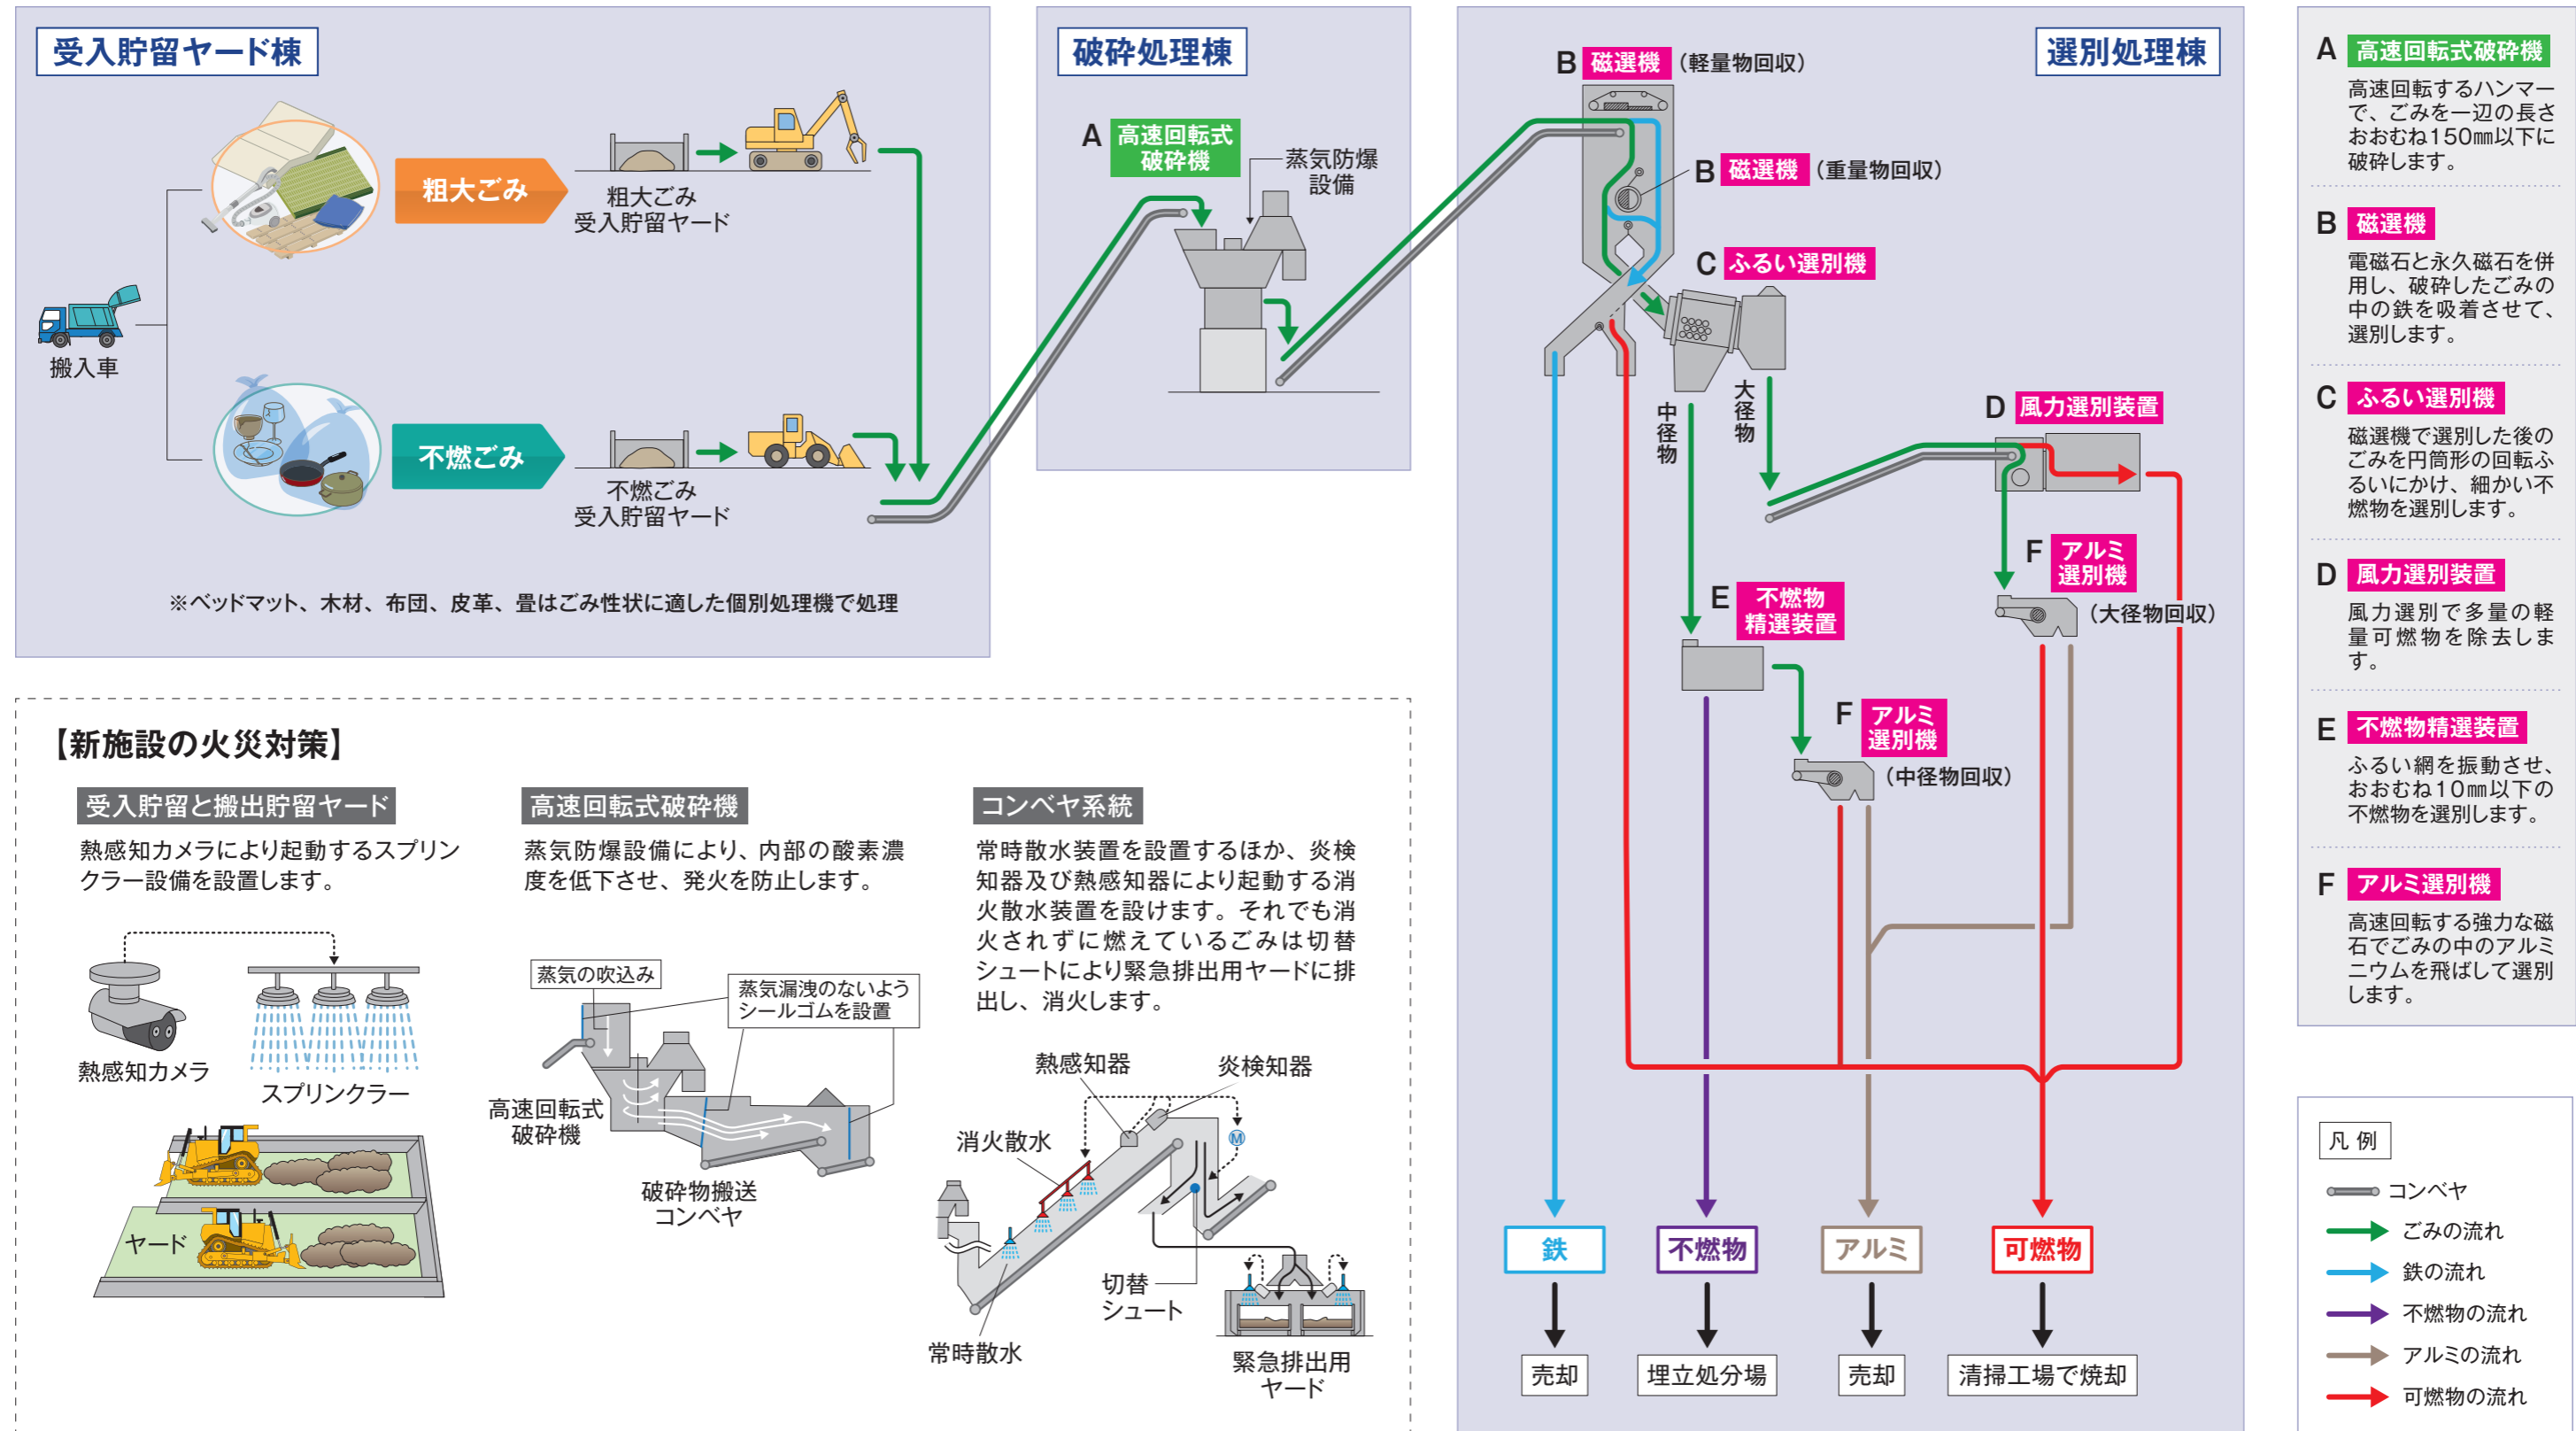 受入貯留ヤード棟
粗大ごみ
粗大ごみ
受入貯留ヤード
搬入車
不燃ごみ
不燃ごみ
受入貯留ヤード
※ベッドマット、木材、布団、皮革、畳はごみ性状に適した個別処理機で処理
破砕処理棟
A 高速回転式
破砕機
蒸気防爆
設備
選別処理棟
B 磁選機 (軽量物回収)
B 磁選機 (重量物回収)
C ふるい選別機
中径物
大径物
D 風力選別装置
F アルミ
選別機
(大径物回収)
E 不燃物
精選装置
F アルミ
選別機
(中径物回収)
鉄
不燃物
アルミ
可燃物
売却
埋立処分場
売却
清掃工場で焼却
A 高速回転式破砕機
高速回転するハンマー
で、ごみを一辺の長さ
おおむね150㎜以下に
破砕します。
B 磁選機
電磁石と永久磁石を併
用し、破砕したごみの
中の鉄を吸着させて、
選別します。
C ふるい選別機
磁選機で選別した後の
ごみを円筒形の回転ふ
るいにかけ、細かい不
燃物を選別します。
D 風力選別装置
風力選別で多量の軽
量可燃物を除去しま
す。
E 不燃物精選装置
ふるい網を振動させ、
おおむね10㎜以下の
不燃物を選別します。
F アルミ選別機
高速回転する強力な磁
石でごみの中のアルミ
ニウムを飛ばして選別
します。
凡 例
コンベヤ
ごみの流れ
鉄の流れ
不燃物の流れ
アルミの流れ
可燃物の流れ
【新施設の火災対策】
受入貯留と搬出貯留ヤード
熱感知カメラにより起動するスプリン
クラー設備を設置します。
熱感知カメラ
スプリンクラー
ヤード
高速回転式破砕機
蒸気防爆設備により、内部の酸素濃
度を低下させ、発火を防止します。
蒸気の吹込み
蒸気漏洩のないよう
シールゴムを設置
高速回転式
破砕機
破砕物搬送
コンベヤ
コンベヤ系統
常時散水装置を設置するほか、炎検
知器及び熱感知器により起動する消
火散水装置を設けます。それでも消
火されずに燃えているごみは切替
シュートにより緊急排出用ヤードに排
出し、消火します。
熱感知器
炎検知器
消火散水
M
切替
シュート
常時散水
緊急排出用
ヤード